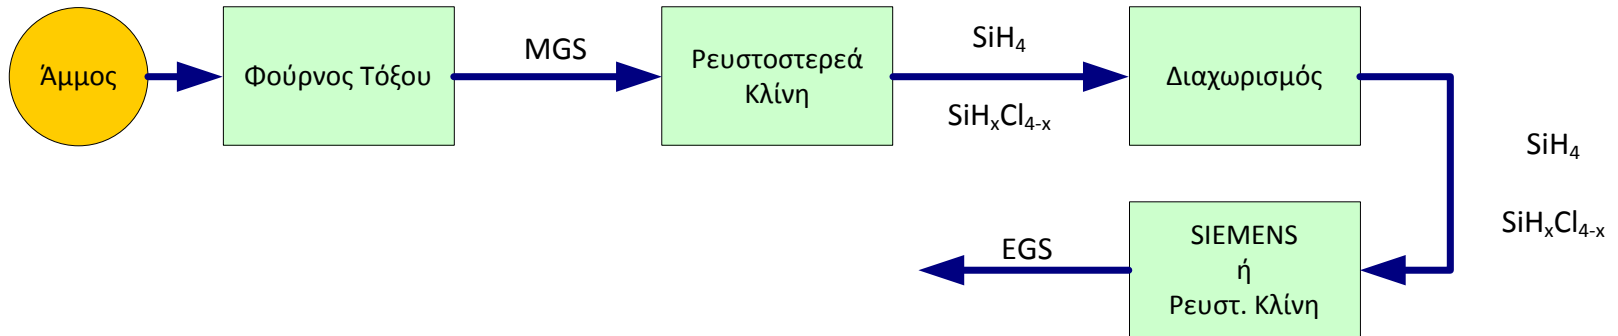 Άμμος
Φούρνος Τόξου
MGS
Ρευστοστερεά
Κλίνη
SiH₄
SiHₓCl₄₋ₓ
Διαχωρισμός
SiH₄
SiHₓCl₄₋ₓ
SIEMENS
ή
Ρευστ. Κλίνη
EGS